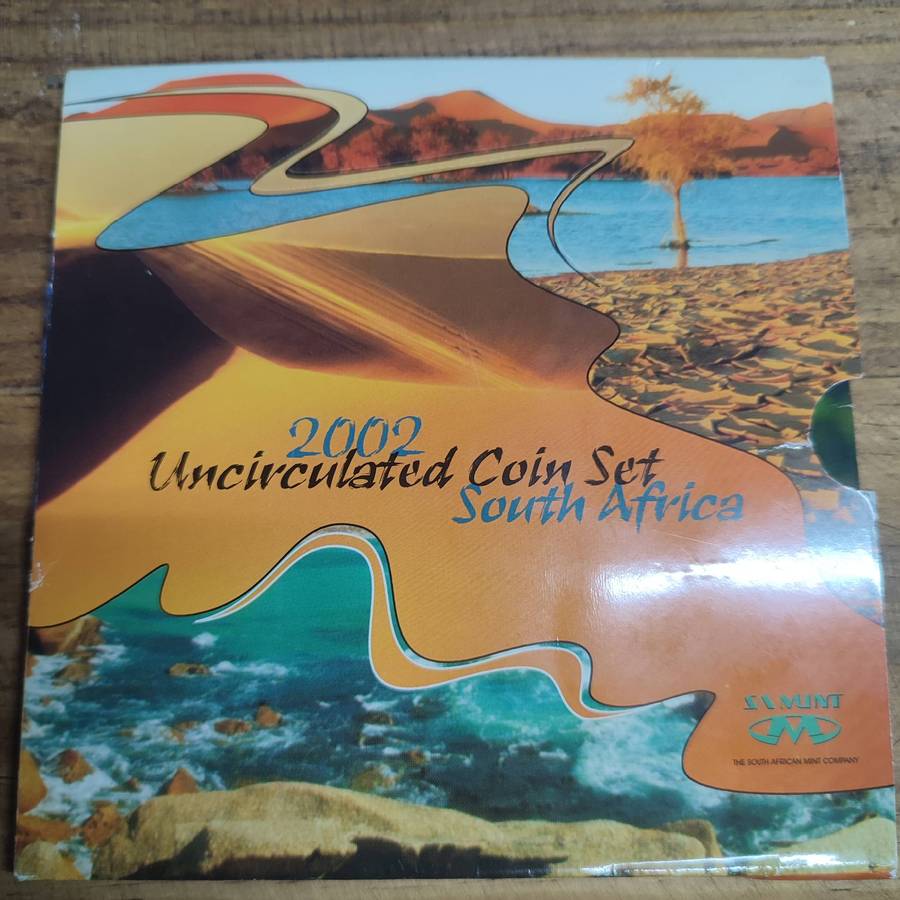 2002
Uncirculated Coin Set
South Africa
SA MINT
M
THE SOUTH AFRICAN MINT COMPANY